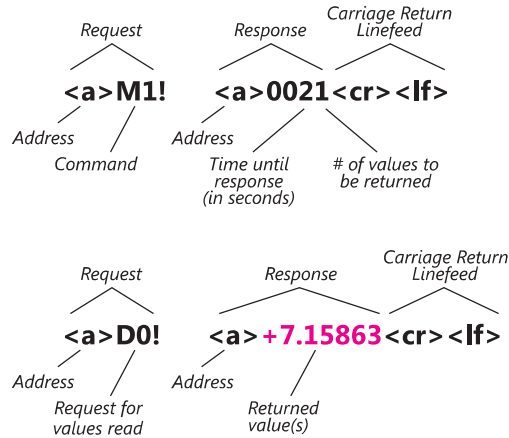 Request
Response
Carriage Return
Linefeed
<a>M1!
<a>0021<cr><lf>
Address
Command
Address
Time until
response
(in seconds)
# of values to
be returned
Request
Response
Carriage Return
Linefeed
<a>D0!
<a>+7.15863<cr><lf>
Address
Request for
values read
Address
Returned
value(s)